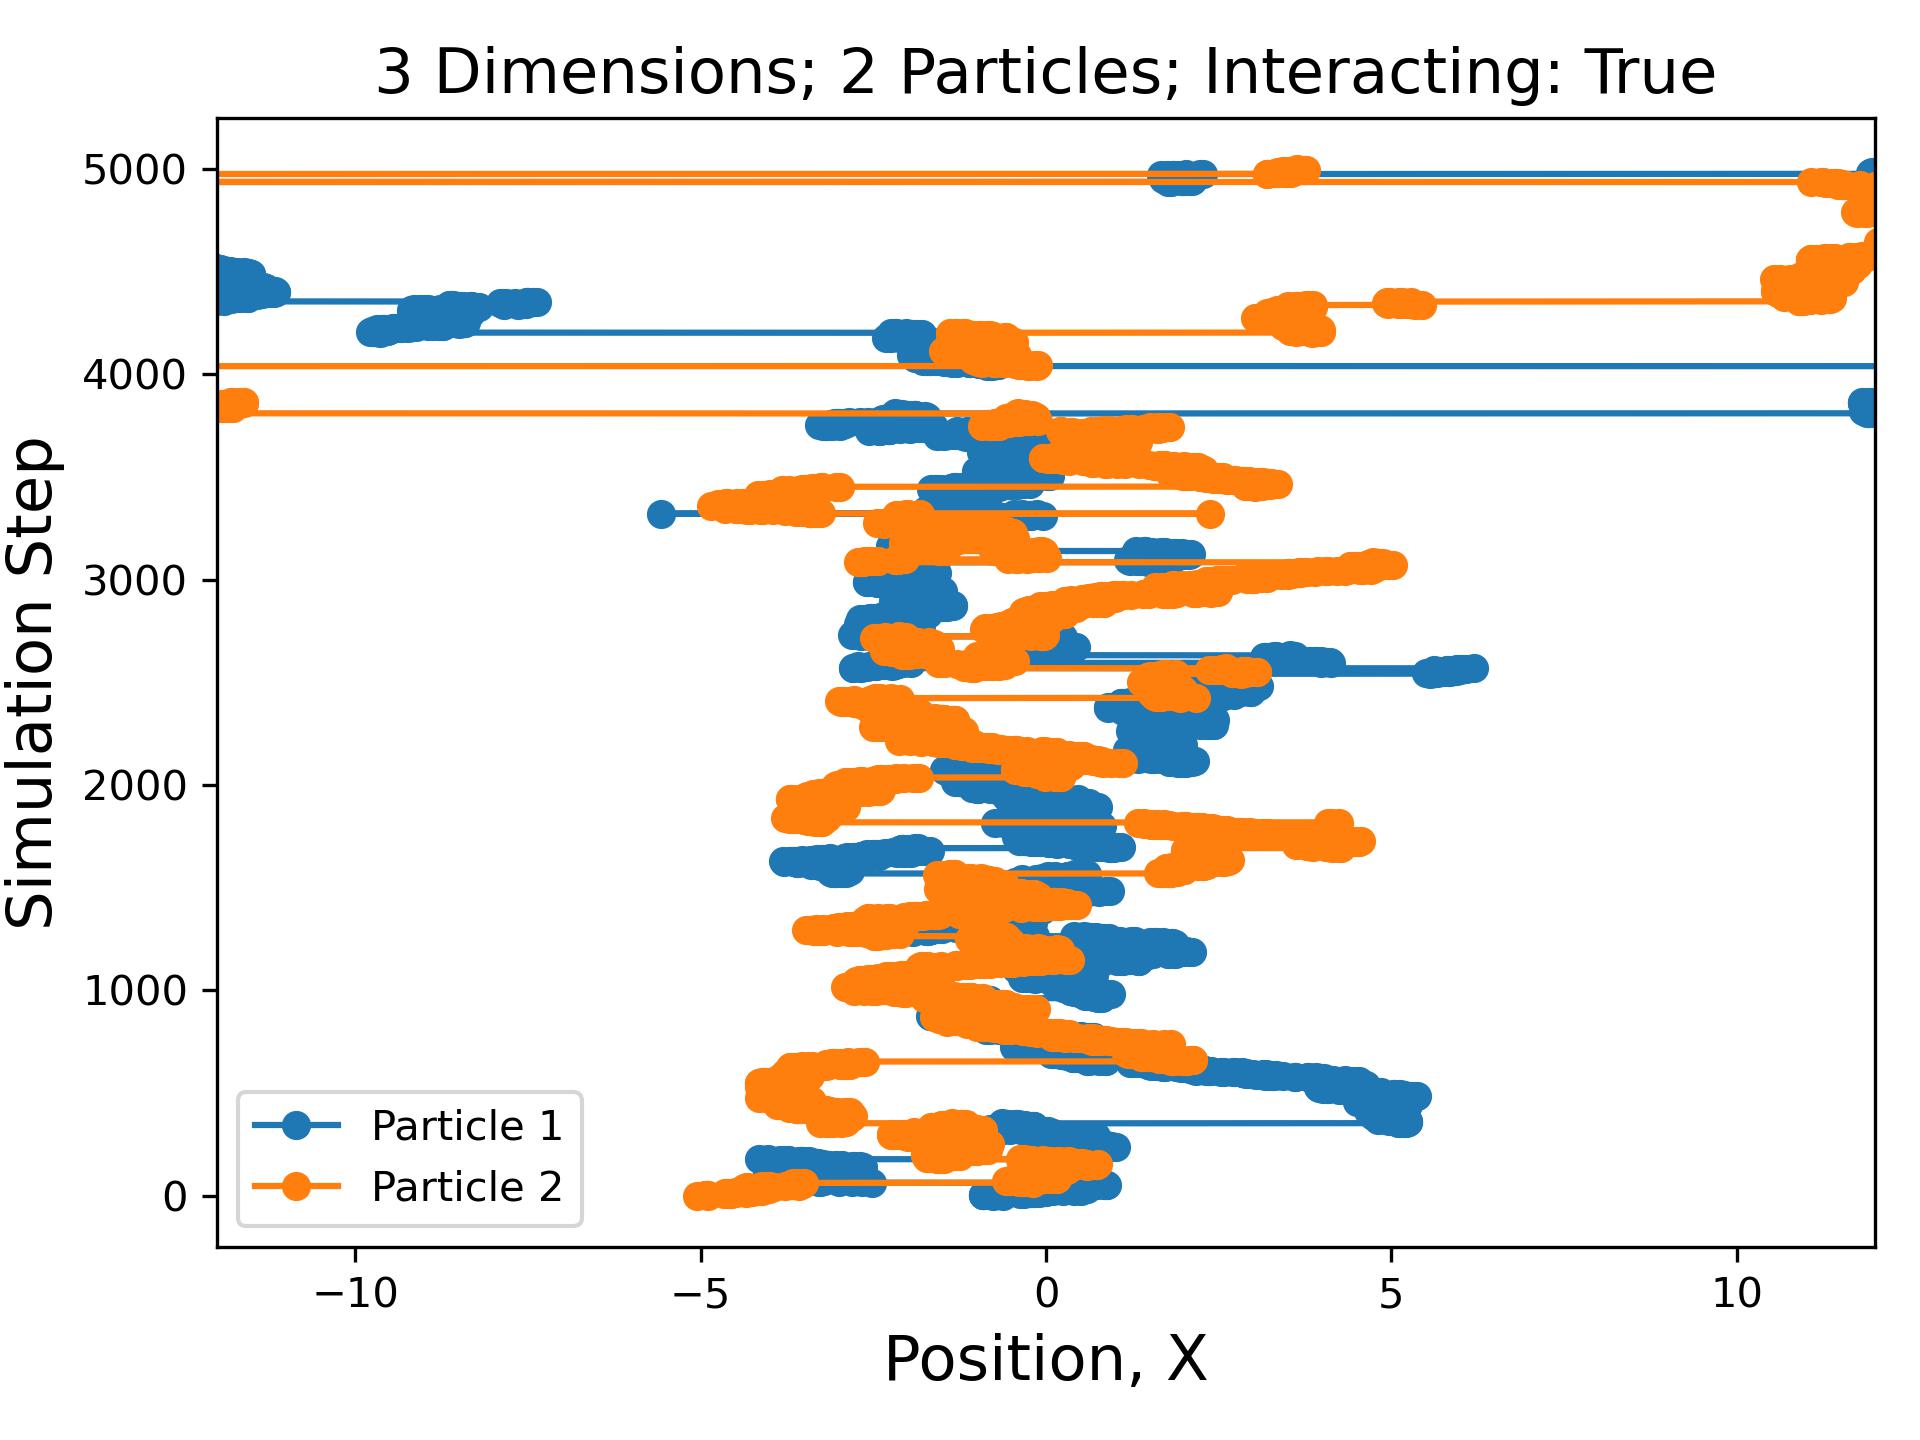 3 Dimensions; 2 Particles; Interacting: True
Simulation Step
5000
4000
3000
2000
1000
0
Particle 1
Particle 2
−10
−5
0
5
10
Position, X